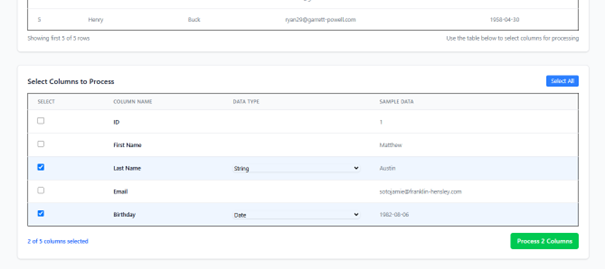 5 Henry Buck ryan29@garrett-powell.com 1958-04-30
Showing first 5 of 5 rows Use the table below to select columns for processing
Select Columns to Process Select All
SELECT COLUMN NAME DATA TYPE SAMPLE DATA
ID 1
First Name Matthew
Last Name String Austin
Email sotojamie@franklin-hensley.com
Birthday Date 1982-06-06
2 of 5 columns selected Process 2 Columns